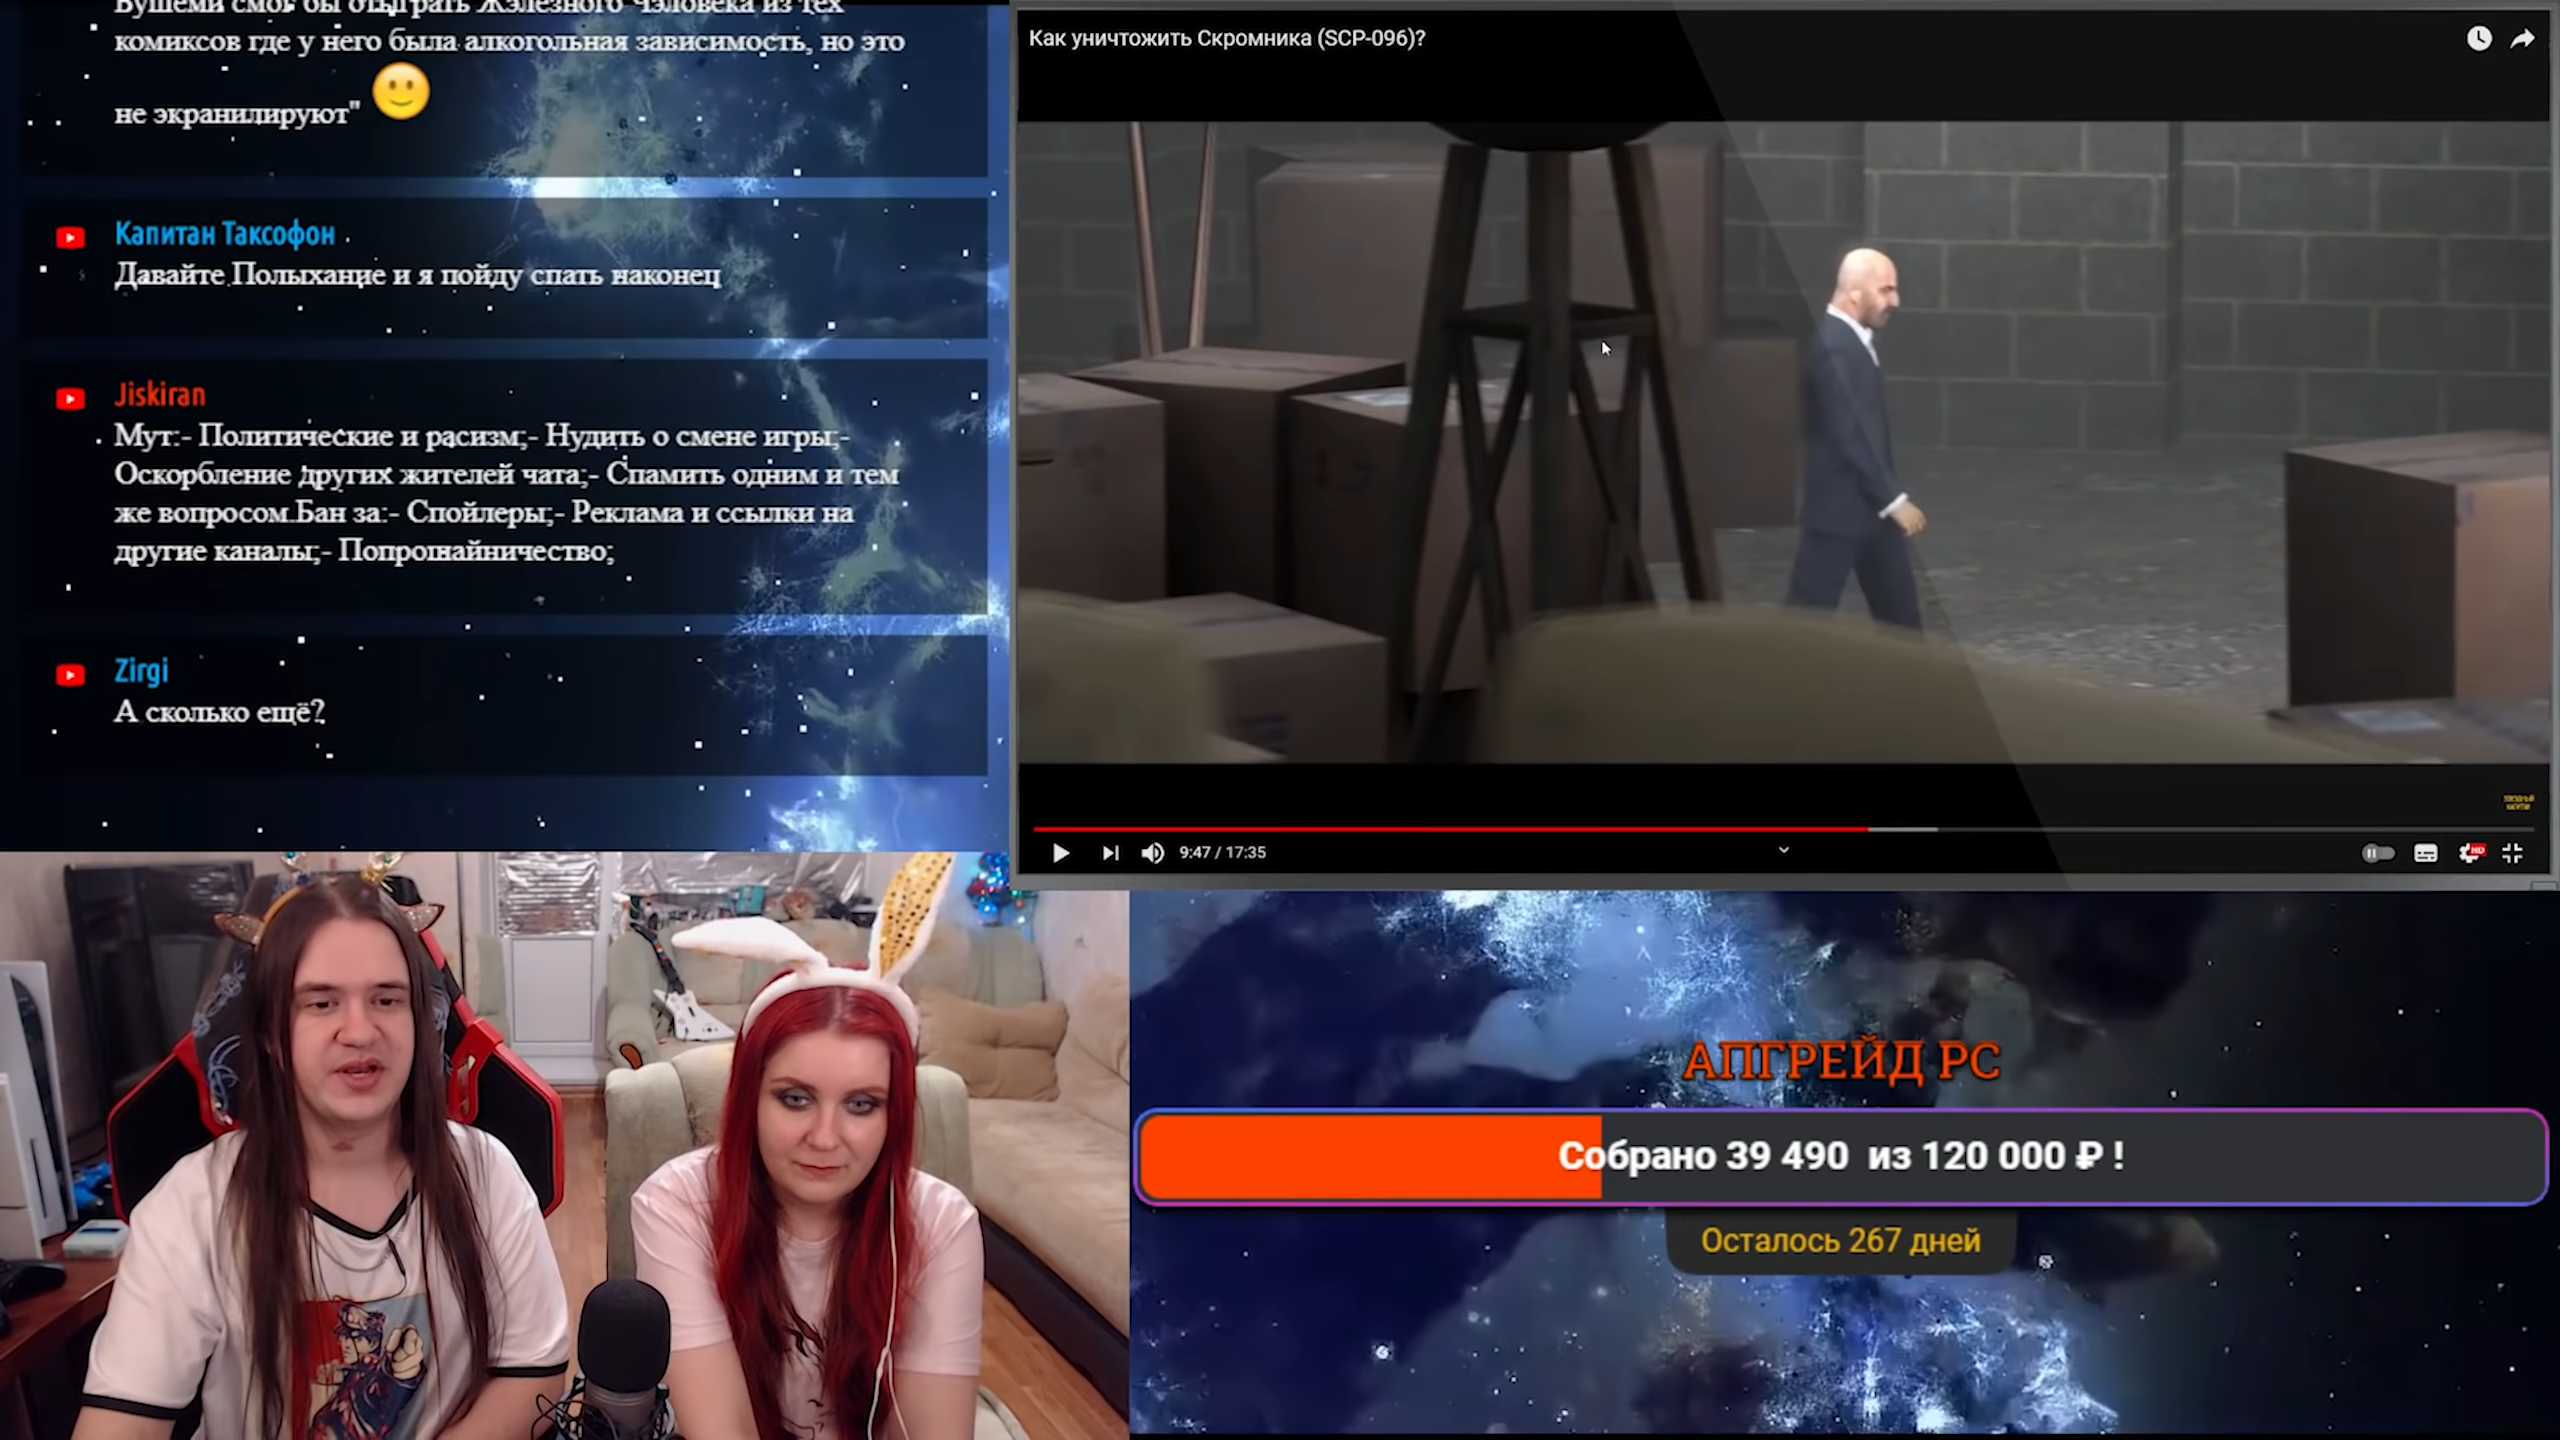 Бушеми смог бы отыграть Железного Человека из тех
комиксов где у него была алкогольная зависимость, но это
не экранилируют"
Капитан Таксофон
Давайте Полыхание и я пойду спать наконец
Jiskiran
Мут:- Политические и расизм;- Нудить о смене игры;-
Оскорбление других жителей чата;- Спамить одним и тем
же вопросом.Бан за:- Спойлеры;- Реклама и ссылки на
другие каналы;- Попрошайничество;
Zirgi
А сколько ещё?
Как уничтожить Скромника (SCP-096)?
9:47 / 17:35
HD
АПГРЕЙД PC
Собрано 39 490 из 120 000 ₽ !
Осталось 267 дней